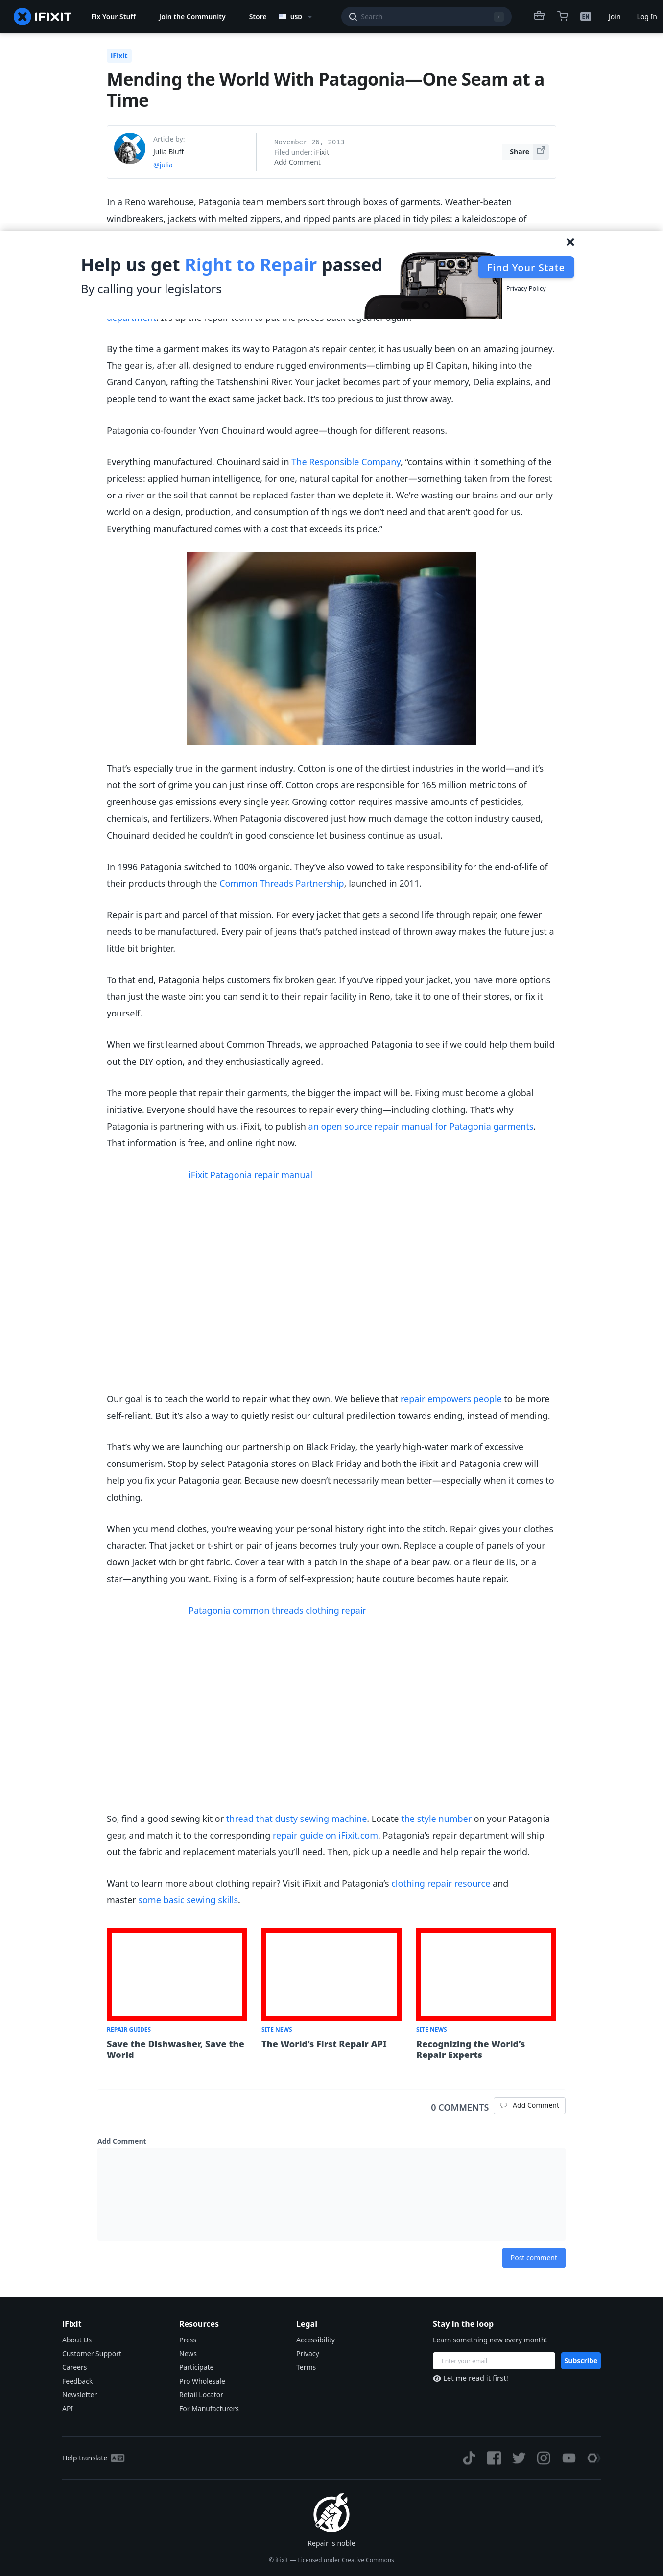 IFIXIT
Fix Your Stuff
Join the Community
Store
USD
Search
/
EN
Join
Log In
iFixit
Mending the World With Patagonia—One Seam at a
Time
Article by:
Julia Bluff
@julia
November 26, 2013
Filed under: iFixit
Add Comment
Share
In a Reno warehouse, Patagonia team members sort through boxes of garments. Weather-beaten
windbreakers, jackets with melted zippers, and ripped pants are placed in tidy piles: a kaleidoscope of
Help us get Right to Repair passed
By calling your legislators
Find Your State
Privacy Policy
department. It's up the repair team to put the pieces back together again.
By the time a garment makes its way to Patagonia's repair center, it has usually been on an amazing journey.
The gear is, after all, designed to endure rugged environments—climbing up El Capitan, hiking into the
Grand Canyon, rafting the Tatshenshini River. Your jacket becomes part of your memory, Delia explains, and
people tend to want the exact same jacket back. It's too precious to just throw away.
Patagonia co-founder Yvon Chouinard would agree—though for different reasons.
Everything manufactured, Chouinard said in The Responsible Company, "contains within it something of the
priceless: applied human intelligence, for one, natural capital for another—something taken from the forest
or a river or the soil that cannot be replaced faster than we deplete it. We're wasting our brains and our only
world on a design, production, and consumption of things we don't need and that aren't good for us.
Everything manufactured comes with a cost that exceeds its price."
That's especially true in the garment industry. Cotton is one of the dirtiest industries in the world—and it's
not the sort of grime you can just rinse off. Cotton crops are responsible for 165 million metric tons of
greenhouse gas emissions every single year. Growing cotton requires massive amounts of pesticides,
chemicals, and fertilizers. When Patagonia discovered just how much damage the cotton industry caused,
Chouinard decided he couldn't in good conscience let business continue as usual.
In 1996 Patagonia switched to 100% organic. They've also vowed to take responsibility for the end-of-life of
their products through the Common Threads Partnership, launched in 2011.
Repair is part and parcel of that mission. For every jacket that gets a second life through repair, one fewer
needs to be manufactured. Every pair of jeans that's patched instead of thrown away makes the future just a
little bit brighter.
To that end, Patagonia helps customers fix broken gear. If you've ripped your jacket, you have more options
than just the waste bin: you can send it to their repair facility in Reno, take it to one of their stores, or fix it
yourself.
When we first learned about Common Threads, we approached Patagonia to see if we could help them build
out the DIY option, and they enthusiastically agreed.
The more people that repair their garments, the bigger the impact will be. Fixing must become a global
initiative. Everyone should have the resources to repair every thing—including clothing. That's why
Patagonia is partnering with us, iFixit, to publish an open source repair manual for Patagonia garments.
That information is free, and online right now.
iFixit Patagonia repair manual
Our goal is to teach the world to repair what they own. We believe that repair empowers people to be more
self-reliant. But it's also a way to quietly resist our cultural predilection towards ending, instead of mending.
That's why we are launching our partnership on Black Friday, the yearly high-water mark of excessive
consumerism. Stop by select Patagonia stores on Black Friday and both the iFixit and Patagonia crew will
help you fix your Patagonia gear. Because new doesn't necessarily mean better—especially when it comes to
clothing.
When you mend clothes, you're weaving your personal history right into the stitch. Repair gives your clothes
character. That jacket or t-shirt or pair of jeans becomes truly your own. Replace a couple of panels of your
down jacket with bright fabric. Cover a tear with a patch in the shape of a bear paw, or a fleur de lis, or a
star—anything you want. Fixing is a form of self-expression; haute couture becomes haute repair.
Patagonia common threads clothing repair
So, find a good sewing kit or thread that dusty sewing machine. Locate the style number on your Patagonia
gear, and match it to the corresponding repair guide on iFixit.com. Patagonia's repair department will ship
out the fabric and replacement materials you'll need. Then, pick up a needle and help repair the world.
Want to learn more about clothing repair? Visit iFixit and Patagonia's clothing repair resource and
master some basic sewing skills.
REPAIR GUIDES
Save the Dishwasher, Save the
World
SITE NEWS
The World's First Repair API
SITE NEWS
Recognizing the World's
Repair Experts
0 COMMENTS
Add Comment
Add Comment
Post comment
iFixit
About Us
Customer Support
Careers
Feedback
Newsletter
API
Resources
Press
News
Participate
Pro Wholesale
Retail Locator
For Manufacturers
Legal
Accessibility
Privacy
Terms
Stay in the loop
Learn something new every month!
Enter your email
Subscribe
Let me read it first!
Help translate
Repair is noble
© iFixit — Licensed under Creative Commons